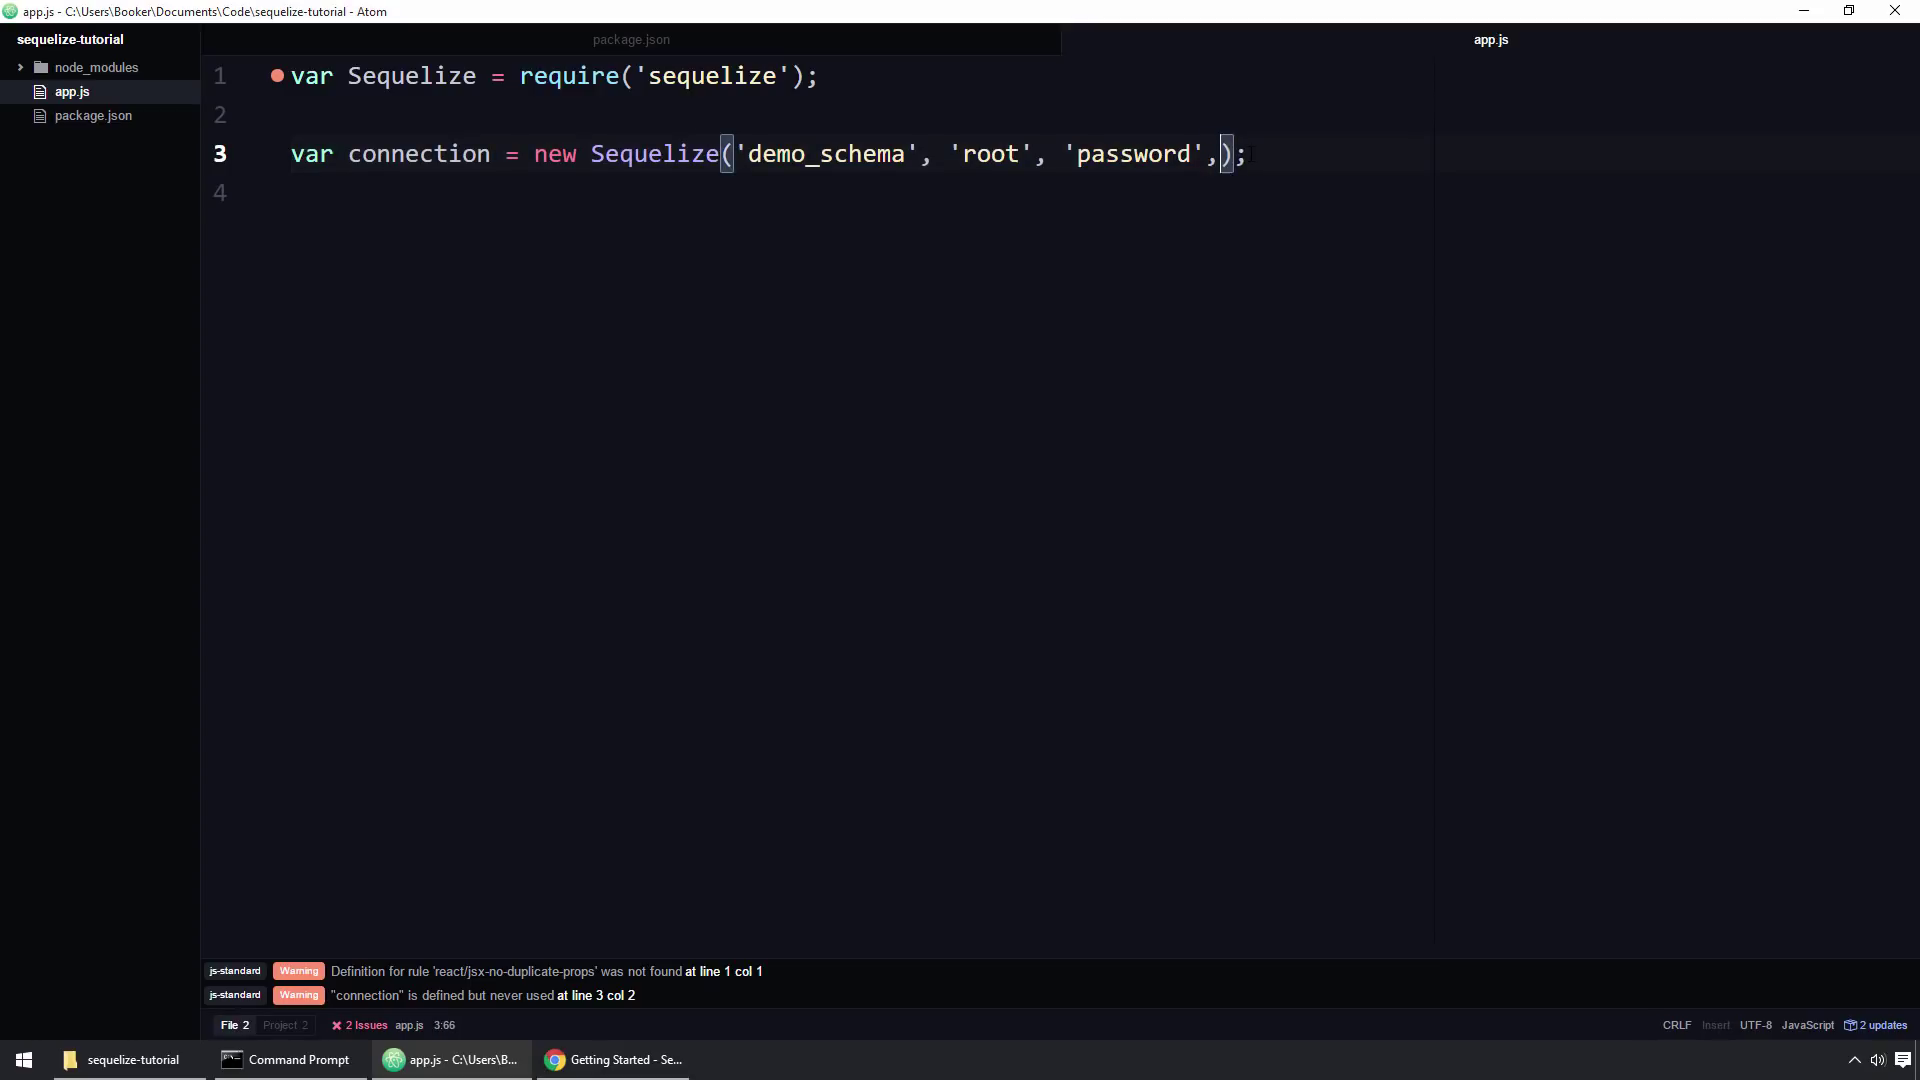 app.js - C:\Users\Booker\Documents\Code\sequelize-tutorial - Atom
sequelize-tutorial
node_modules
app.js
package.json
package.json
app.js
1 var Sequelize = require('sequelize');
2
3 var connection = new Sequelize('demo_schema', 'root', 'password',);
4
js-standard Warning Definition for rule 'react/jsx-no-duplicate-props' was not found at line 1 col 1
js-standard Warning "connection" is defined but never used at line 3 col 2
File 2 Project 2 2 Issues app.js 3:66 CRLF Insert UTF-8 JavaScript 2 updates
sequelize-tutorial Command Prompt app.js - C:\Users\B... Getting Started - Se...